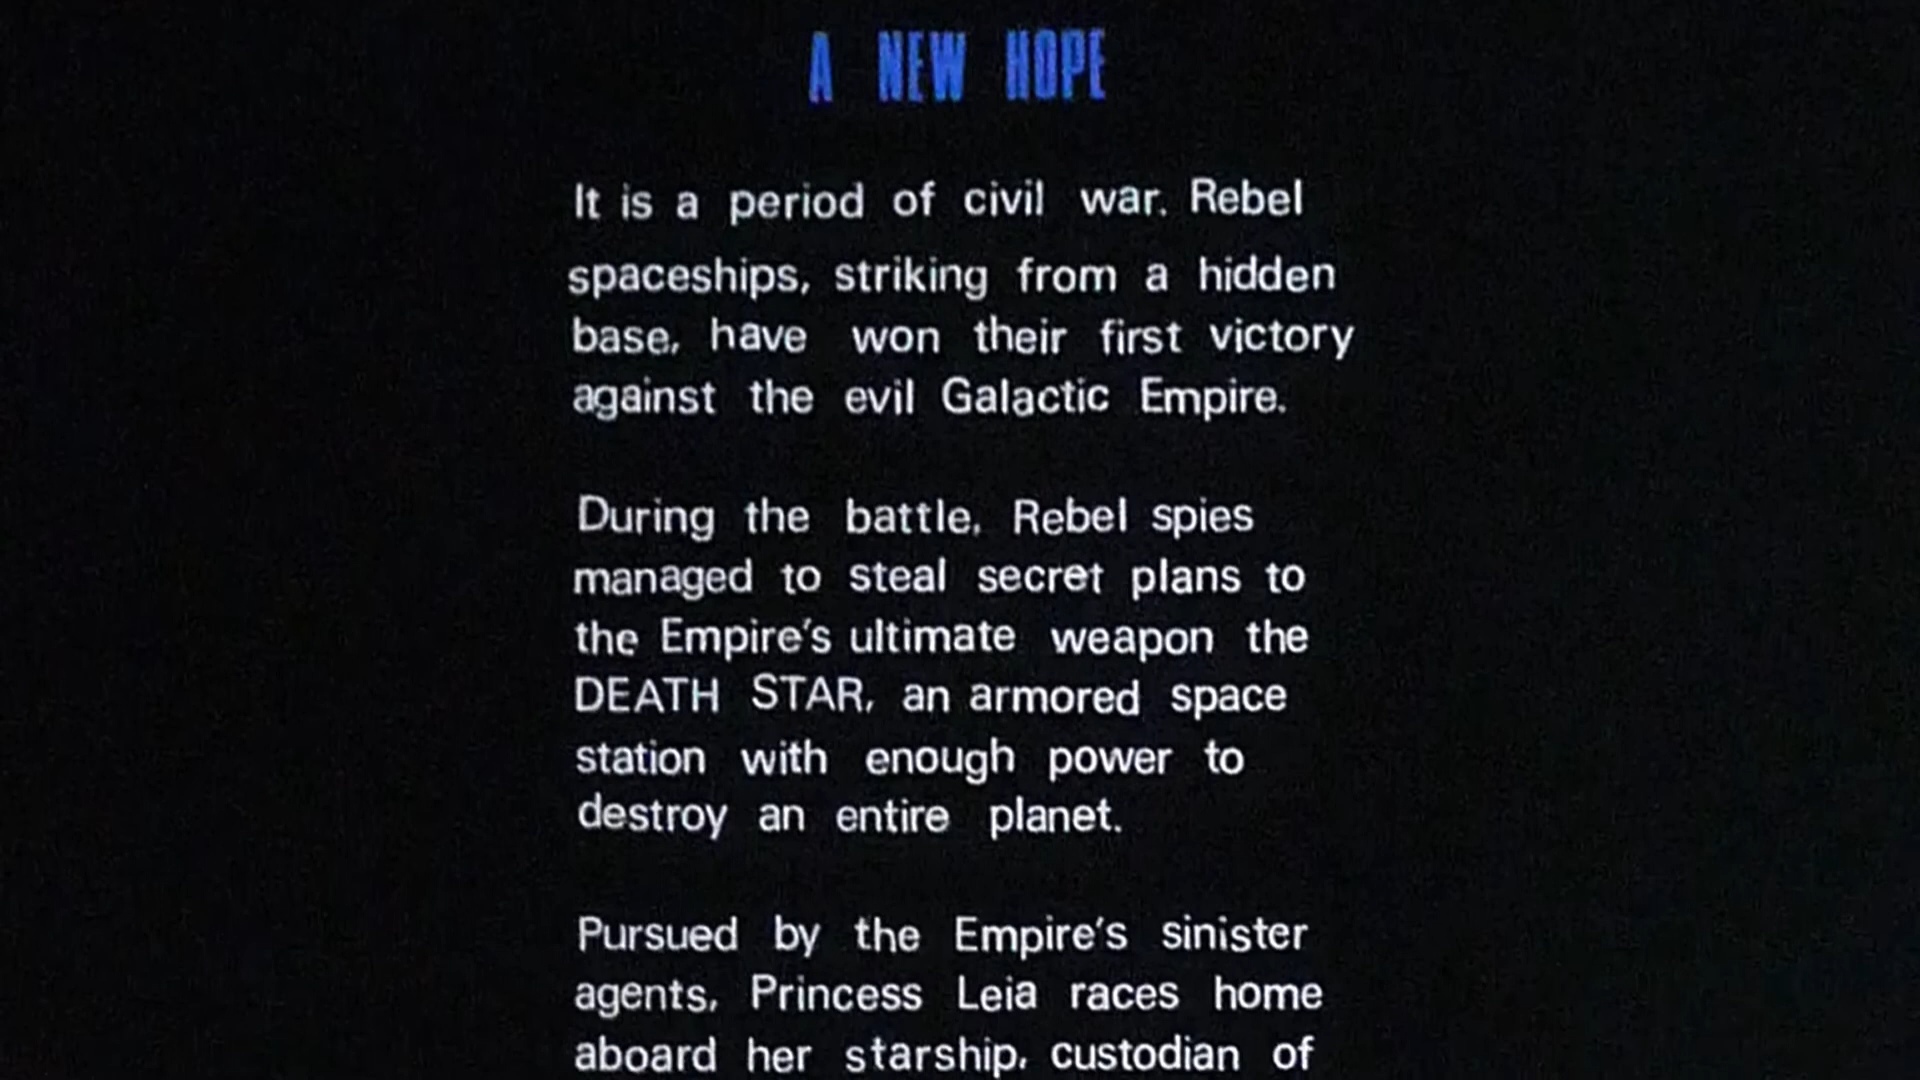 A NEW HOPE
It is a period of civil war. Rebel
spaceships, striking from a hidden
base, have won their first victory
against the evil Galactic Empire.
During the battle, Rebel spies
managed to steal secret plans to
the Empire's ultimate weapon the
DEATH STAR, an armored space
station with enough power to
destroy an entire planet.
Pursued by the Empire's sinister
agents, Princess Leia races home
aboard her starship, custodian of